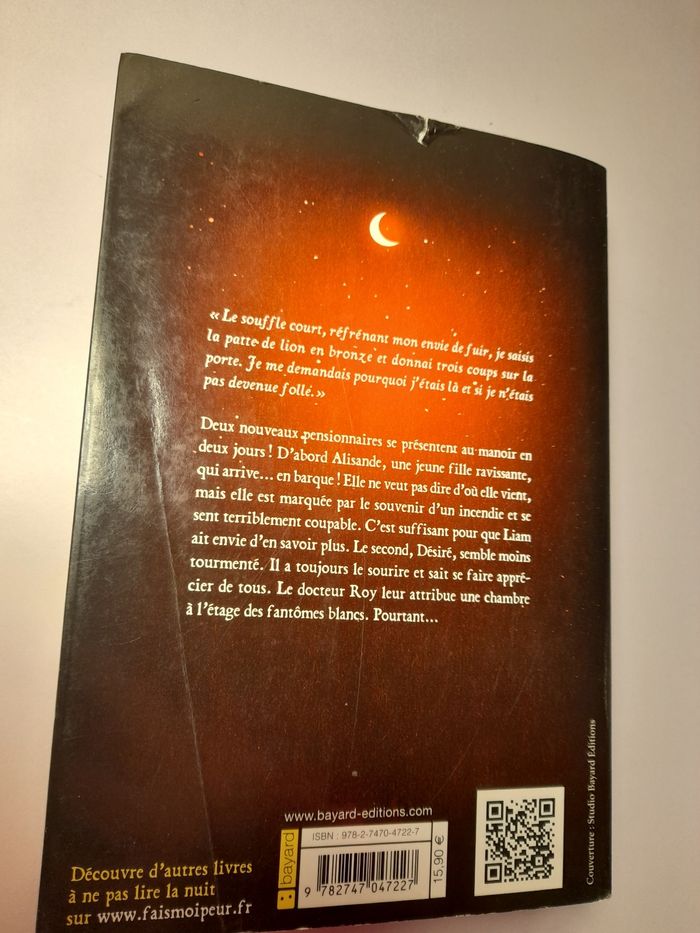 « Le souffle court, réfrénant mon envie de fuir, je saisis
la patte de lion en bronze et donnai trois coups sur la
porte. Je me demandais pourquoi j'étais là et si je n'étais
pas devenue folle. »
Deux nouveaux pensionnaires se présentent au manoir en
deux jours ! D'abord Alisande, une jeune fille ravissante,
qui arrive... en barque ! Elle ne veut pas dire d'où elle vient,
mais elle est marquée par le souvenir d'un incendie et se
sent terriblement coupable. C'est suffisant pour que Liam
ait envie d'en savoir plus. Le second, Désiré, semble moins
tourmenté. Il a toujours le sourire et sait se faire appré-
cier de tous. Le docteur Roy leur attribue une chambre
à l'étage des fantômes blancs. Pourtant...
Découvre d'autres livres
à ne pas lire la nuit
sur www.faismoipeur.fr
www.bayard-editions.com
bayard
ISBN : 978-2-7470-4722-7
9 782747 047227
15,90 €
Couverture : Studio Bayard Éditions